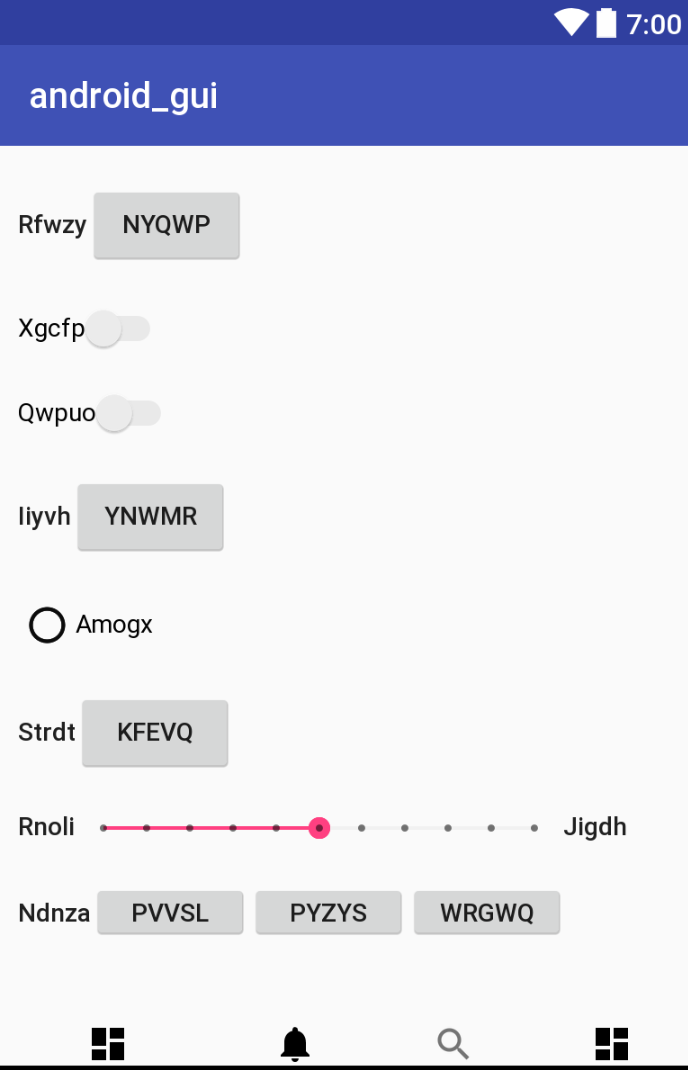 7:00
android_gui
Rfwzy NYQWP
Xgcfp
Qwpuo
Iiyvh YNWMR
Amogx
Strdt KFEVQ
Rnoli Jigdh
Ndnza PVVSL PYZYS WRGWQ